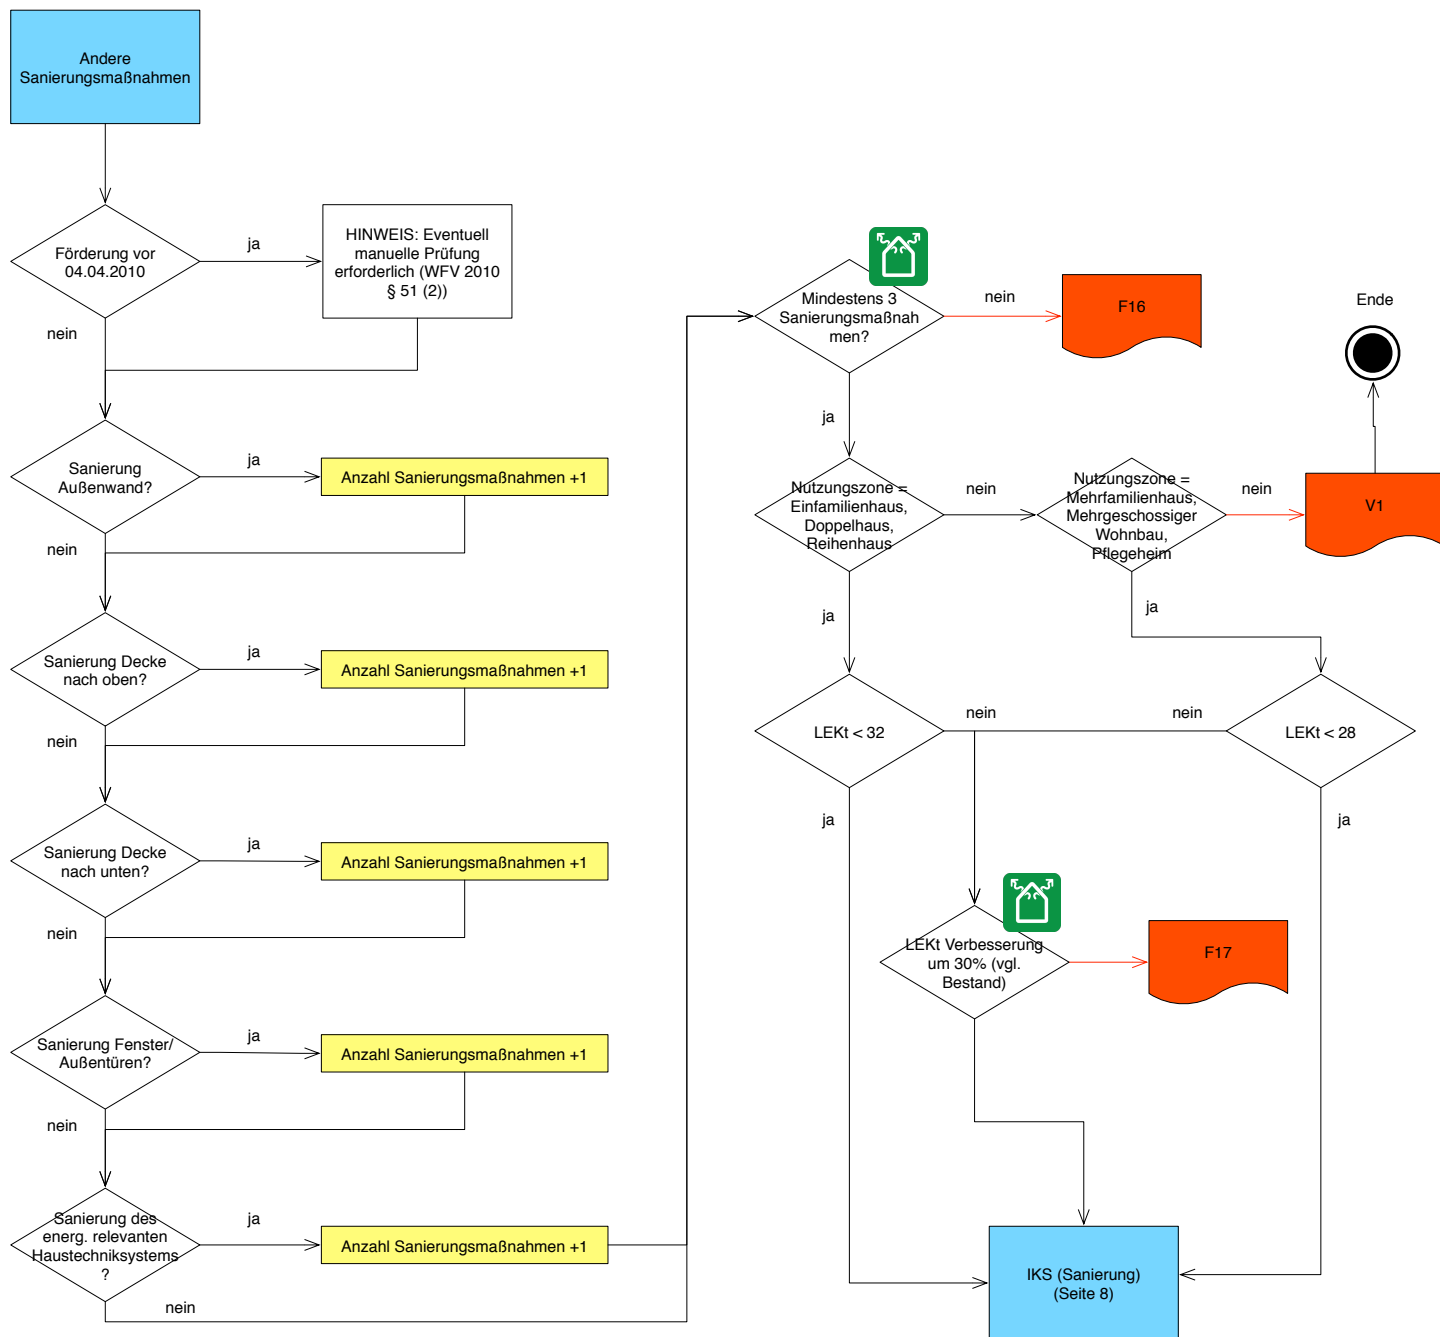 Andere
Sanierungsmaßnahmen
Förderung vor
04.04.2010
ja
HINWEIS: Eventuell
manuelle Prüfung
erforderlich (WFV 2010
§ 51 (2))
nein
Sanierung
Außenwand?
ja
Anzahl Sanierungsmaßnahmen +1
nein
Sanierung Decke
nach oben?
ja
Anzahl Sanierungsmaßnahmen +1
nein
Sanierung Decke
nach unten?
ja
Anzahl Sanierungsmaßnahmen +1
nein
Sanierung Fenster/
Außentüren?
ja
Anzahl Sanierungsmaßnahmen +1
nein
Sanierung des
energ. relevanten
Haustechniksystems
?
ja
Anzahl Sanierungsmaßnahmen +1
nein
Mindestens 3
Sanierungsmaßnah
men?
nein
F16
ja
Nutzungszone =
Einfamilienhaus,
Doppelhaus,
Reihenhaus
nein
Nutzungszone =
Mehrfamilienhaus,
Mehrgeschossiger
Wohnbau,
Pflegeheim
nein
V1
Ende
ja
ja
LEKt < 32
nein
nein
LEKt < 28
ja
ja
LEKt Verbesserung
um 30% (vgl.
Bestand)
F17
IKS (Sanierung)
(Seite 8)